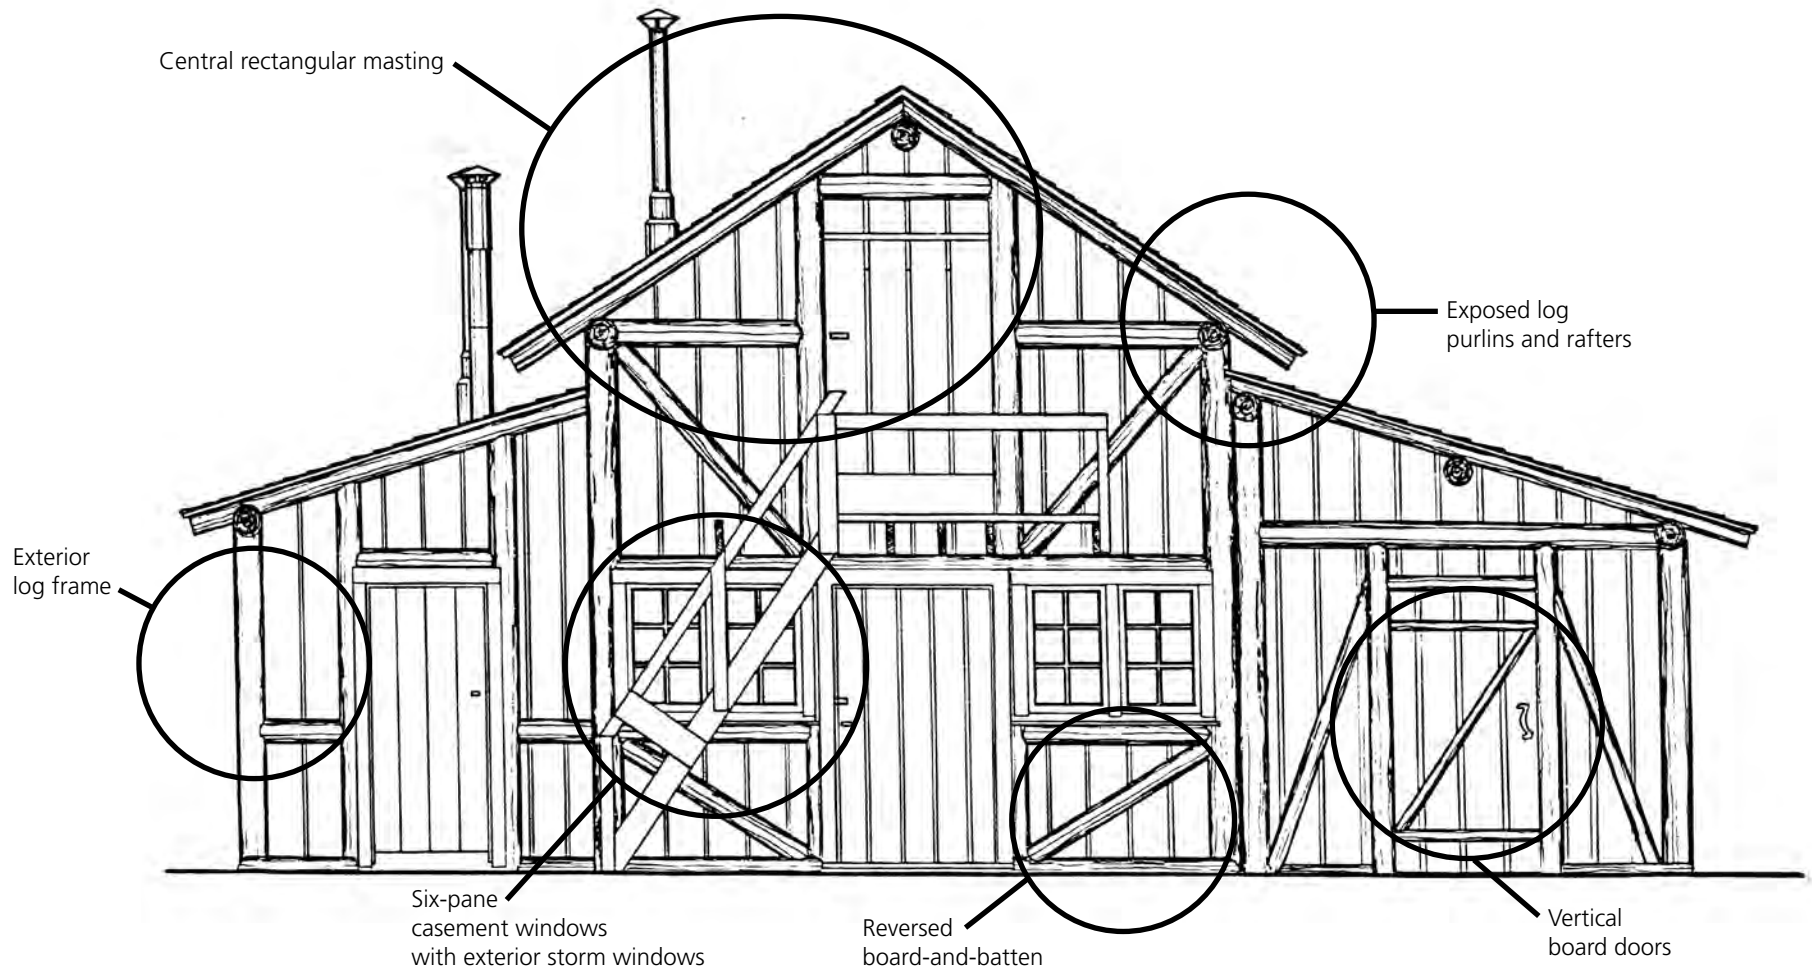 Central rectangular masting
Exposed log
purlins and rafters
Exterior
log frame
Six-pane
casement windows
with exterior storm windows
Reversed
board-and-batten
Vertical
board doors